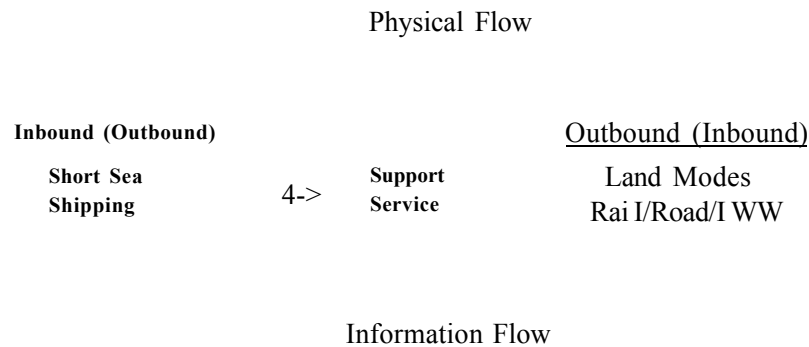 Physical Flow
Inbound (Outbound)
Outbound (Inbound)
Short Sea
Shipping
4->
Support
Service
Land Modes
Rai I/Road/I WW
Information Flow